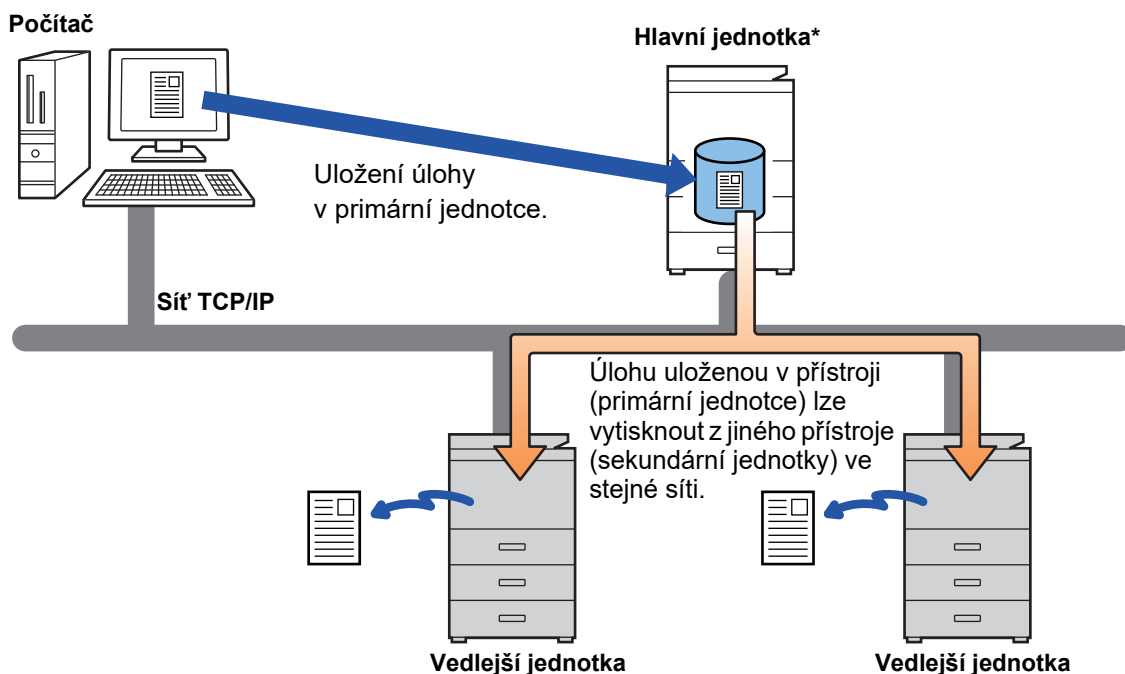 Počítač
Hlavní jednotka*
Uložení úlohy
v primární jednotce.
Síť TCP/IP
Úlohu uloženou v přístroji
(primární jednotce) lze
vytisknout z jiného přístroje
(sekundární jednotky) ve
stejné síti.
Vedlejší jednotka
Vedlejší jednotka